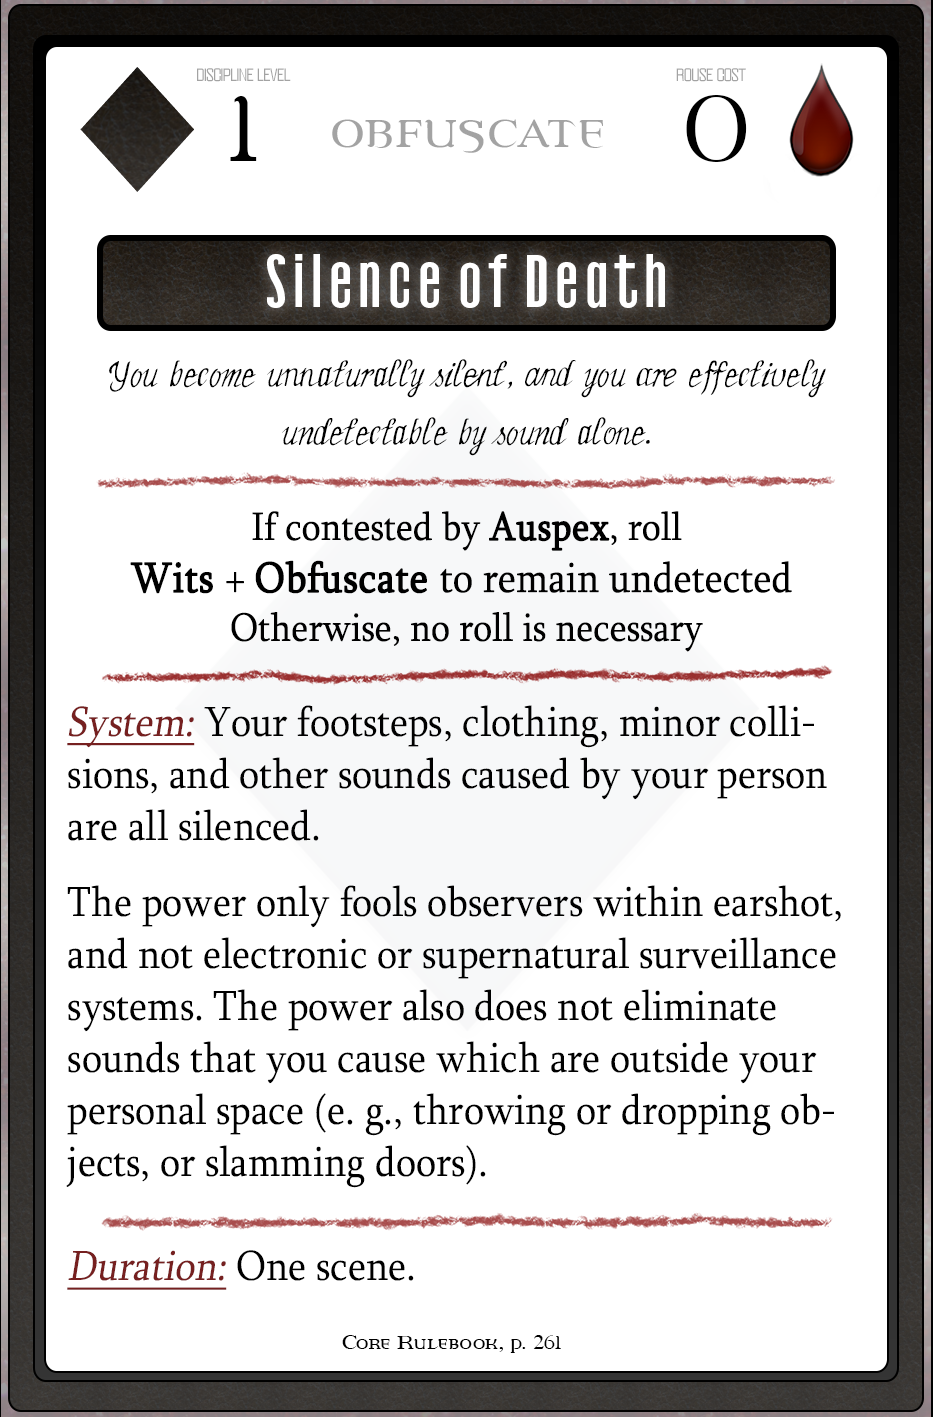 DISCIPLINE LEVEL
1
OBFUSCATE
ROUSE COST
0
Silence of Death
You become unnaturally silent, and you are effectively
undetectable by sound alone.
If contested by Auspex, roll
Wits + Obfuscate to remain undetected
Otherwise, no roll is necessary
System: Your footsteps, clothing, minor colli-
sions, and other sounds caused by your person
are all silenced.
The power only fools observers within earshot,
and not electronic or supernatural surveillance
systems. The power also does not eliminate
sounds that you cause which are outside your
personal space (e. g., throwing or dropping ob-
jects, or slamming doors).
Duration: One scene.
Core Rulebook, p. 261